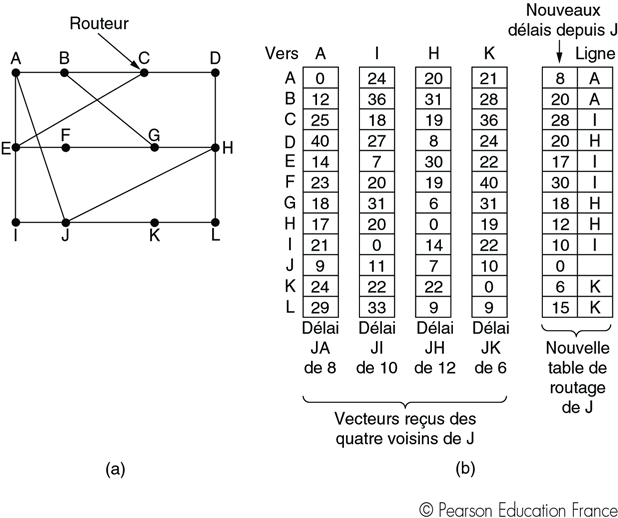 Routeur
A B C D
E F G H
I J K L
(a)
Nouveaux
délais depuis J
Vers A I H K Ligne
A 0 24 20 21 8 A
B 12 36 31 28 20 A
C 25 18 19 36 28 I
D 40 27 8 24 20 H
E 14 7 30 22 17 I
F 23 20 19 40 30 I
G 18 31 6 31 18 H
H 17 20 0 19 12 H
I 21 0 14 22 10 I
J 9 11 7 10 0
K 24 22 22 0 6 K
L 29 33 9 9 15 K
Délai Délai Délai Délai
JA JI JH JK
de 8 de 10 de 12 de 6
Nouvelle
table de
routage
de J
Vecteurs reçus des
quatre voisins de J
(b)
© Pearson Education France